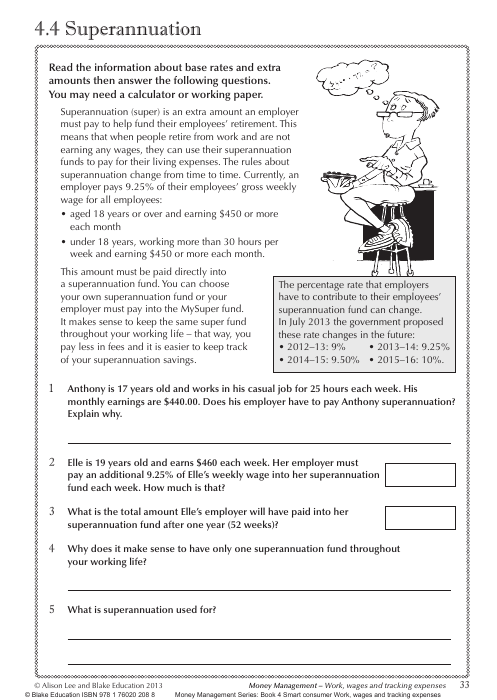 4.4 Superannuation
Read the information about base rates and extra
amounts then answer the following questions.
You may need a calculator or working paper.
Superannuation (super) is an extra amount an employer
must pay to help fund their employees' retirement. This
means that when people retire from work and are not
earning any wages, they can use their superannuation
funds to pay for their living expenses. The rules about
superannuation change from time to time. Currently, an
employer pays 9.25% of their employees' gross weekly
wage for all employees:
• aged 18 years or over and earning $450 or more
each month
• under 18 years, working more than 30 hours per
week and earning $450 or more each month.
This amount must be paid directly into
a superannuation fund. You can choose
your own superannuation fund or your
employer must pay into the MySuper fund.
It makes sense to keep the same super fund
throughout your working life – that way, you
pay less in fees and it is easier to keep track
of your superannuation savings.
The percentage rate that employers
have to contribute to their employees'
superannuation fund can change.
In July 2013 the government proposed
these rate changes in the future:
• 2012–13: 9% • 2013–14: 9.25%
• 2014–15: 9.50% • 2015–16: 10%.
1 Anthony is 17 years old and works in his casual job for 25 hours each week. His
monthly earnings are $440.00. Does his employer have to pay Anthony superannuation?
Explain why.
2 Elle is 19 years old and earns $460 each week. Her employer must
pay an additional 9.25% of Elle's weekly wage into her superannuation
fund each week. How much is that?
3 What is the total amount Elle's employer will have paid into her
superannuation fund after one year (52 weeks)?
4 Why does it make sense to have only one superannuation fund throughout
your working life?
5 What is superannuation used for?
© Alison Lee and Blake Education 2013 Money Management – Work, wages and tracking expenses 33
© Blake Education ISBN 978 1 76020 208 8 Money Management Series: Book 4 Smart consumer Work, wages and tracking expenses